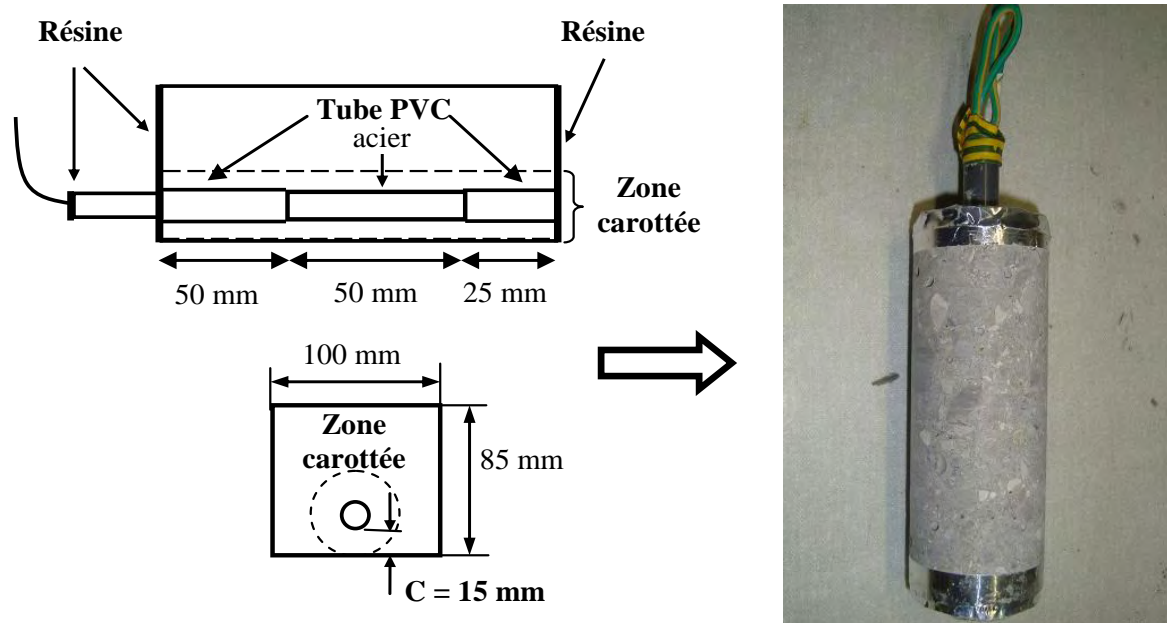 Résine
Résine
Tube PVC
acier
Zone
carottée
50 mm
50 mm
25 mm
100 mm
Zone
carottée
85 mm
C = 15 mm